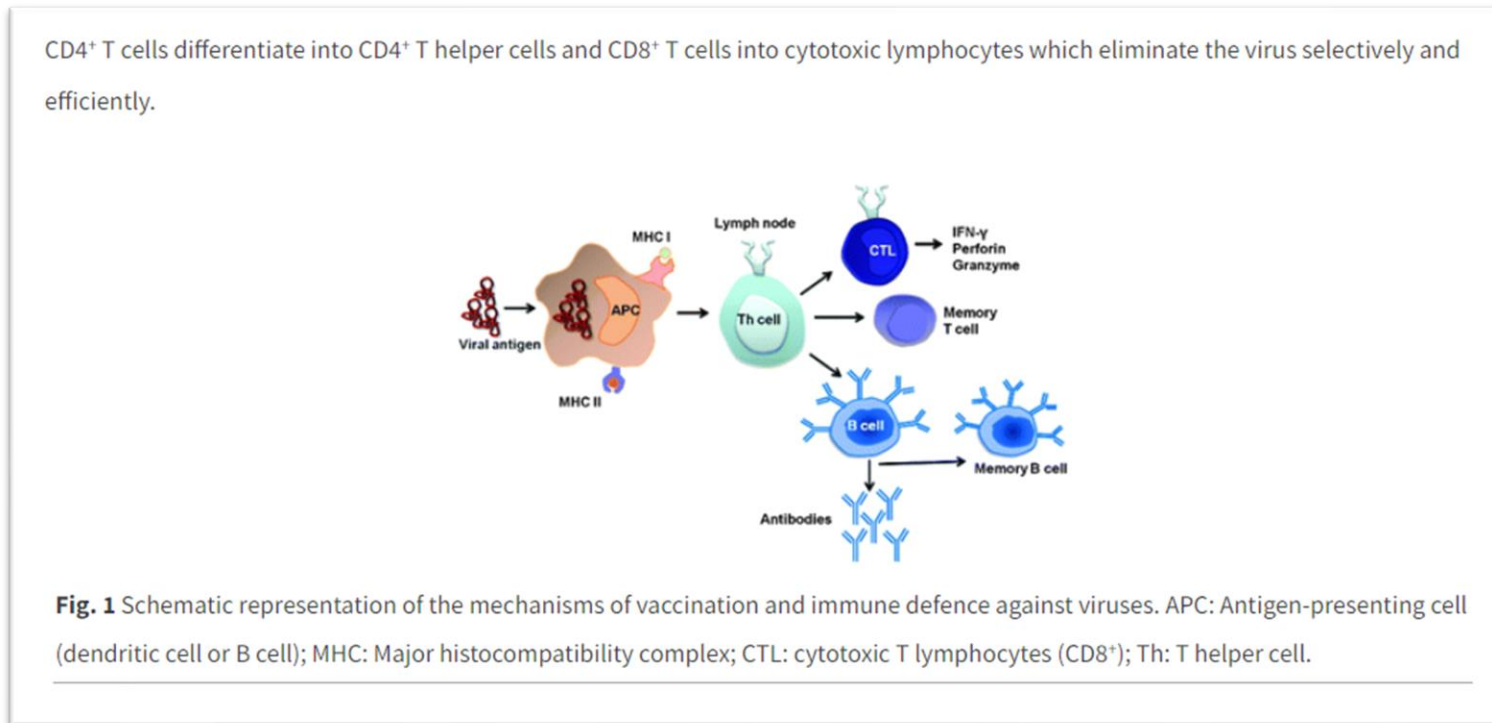 CD4⁺ T cells differentiate into CD4⁺ T helper cells and CD8⁺ T cells into cytotoxic lymphocytes which eliminate the virus selectively and
efficiently.
Lymph node
MHC I
CTL
IFN-γ
Perforin
Granzyme
APC
Th cell
Memory
T cell
Viral antigen
MHC II
B cell
Memory B cell
Antibodies
Fig. 1 Schematic representation of the mechanisms of vaccination and immune defence against viruses. APC: Antigen-presenting cell
(dendritic cell or B cell); MHC: Major histocompatibility complex; CTL: cytotoxic T lymphocytes (CD8⁺); Th: T helper cell.